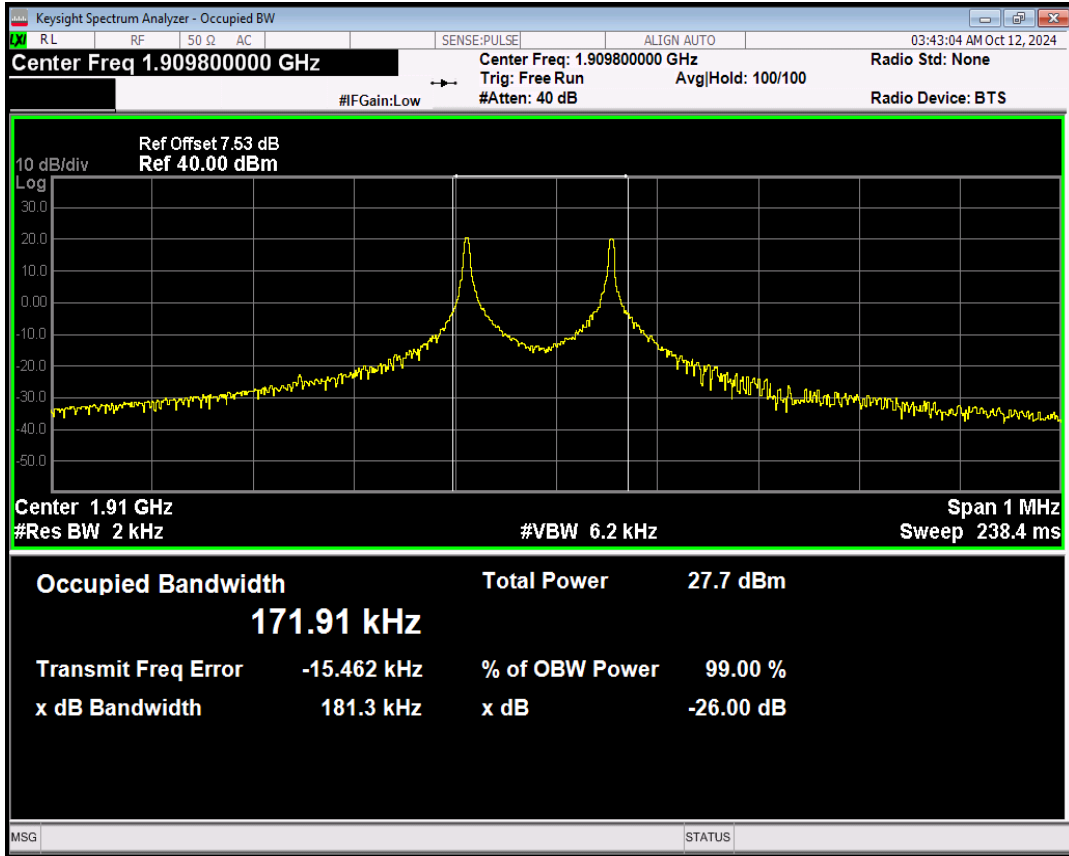 Keysight Spectrum Analyzer - Occupied BW
LXI RL RF 50 Ω AC SENSE:PULSE ALIGN AUTO 03:43:04 AM Oct 12, 2024
Center Freq 1.909800000 GHz Center Freq: 1.909800000 GHz Radio Std: None
Trig: Free Run Avg|Hold: 100/100
#IFGain:Low #Atten: 40 dB Radio Device: BTS
Ref Offset 7.53 dB
10 dB/div Ref 40.00 dBm
Log
30.0
20.0
10.0
0.00
-10.0
-20.0
-30.0
-40.0
-50.0
Center 1.91 GHz Span 1 MHz
#Res BW 2 kHz #VBW 6.2 kHz Sweep 238.4 ms
Occupied Bandwidth Total Power 27.7 dBm
171.91 kHz
Transmit Freq Error -15.462 kHz % of OBW Power 99.00 %
x dB Bandwidth 181.3 kHz x dB -26.00 dB
MSG STATUS